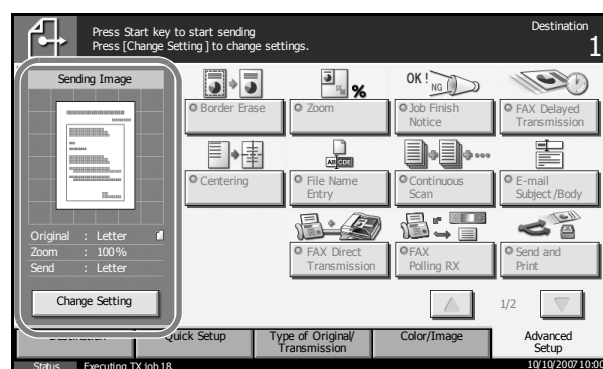 Press Start key to start sending
Press [Change Setting ] to change settings.
Destination
1
Sending Image
Original : Letter
Zoom : 100%
Send : Letter
Change Setting
Border Erase
%
Zoom
OK !
NG
Job Finish
Notice
FAX Delayed
Transmission
Centering
AB CDE
File Name
Entry
Continuous
Scan
E-mail
Subject /Body
FAX Direct
Transmission
FAX
Polling RX
Send and
Print
1/2
Destination
Quick Setup
Type of Original/
Transmission
Color/Image
Advanced
Setup
Status Executing TX job 18.
10/10/2007 10:00